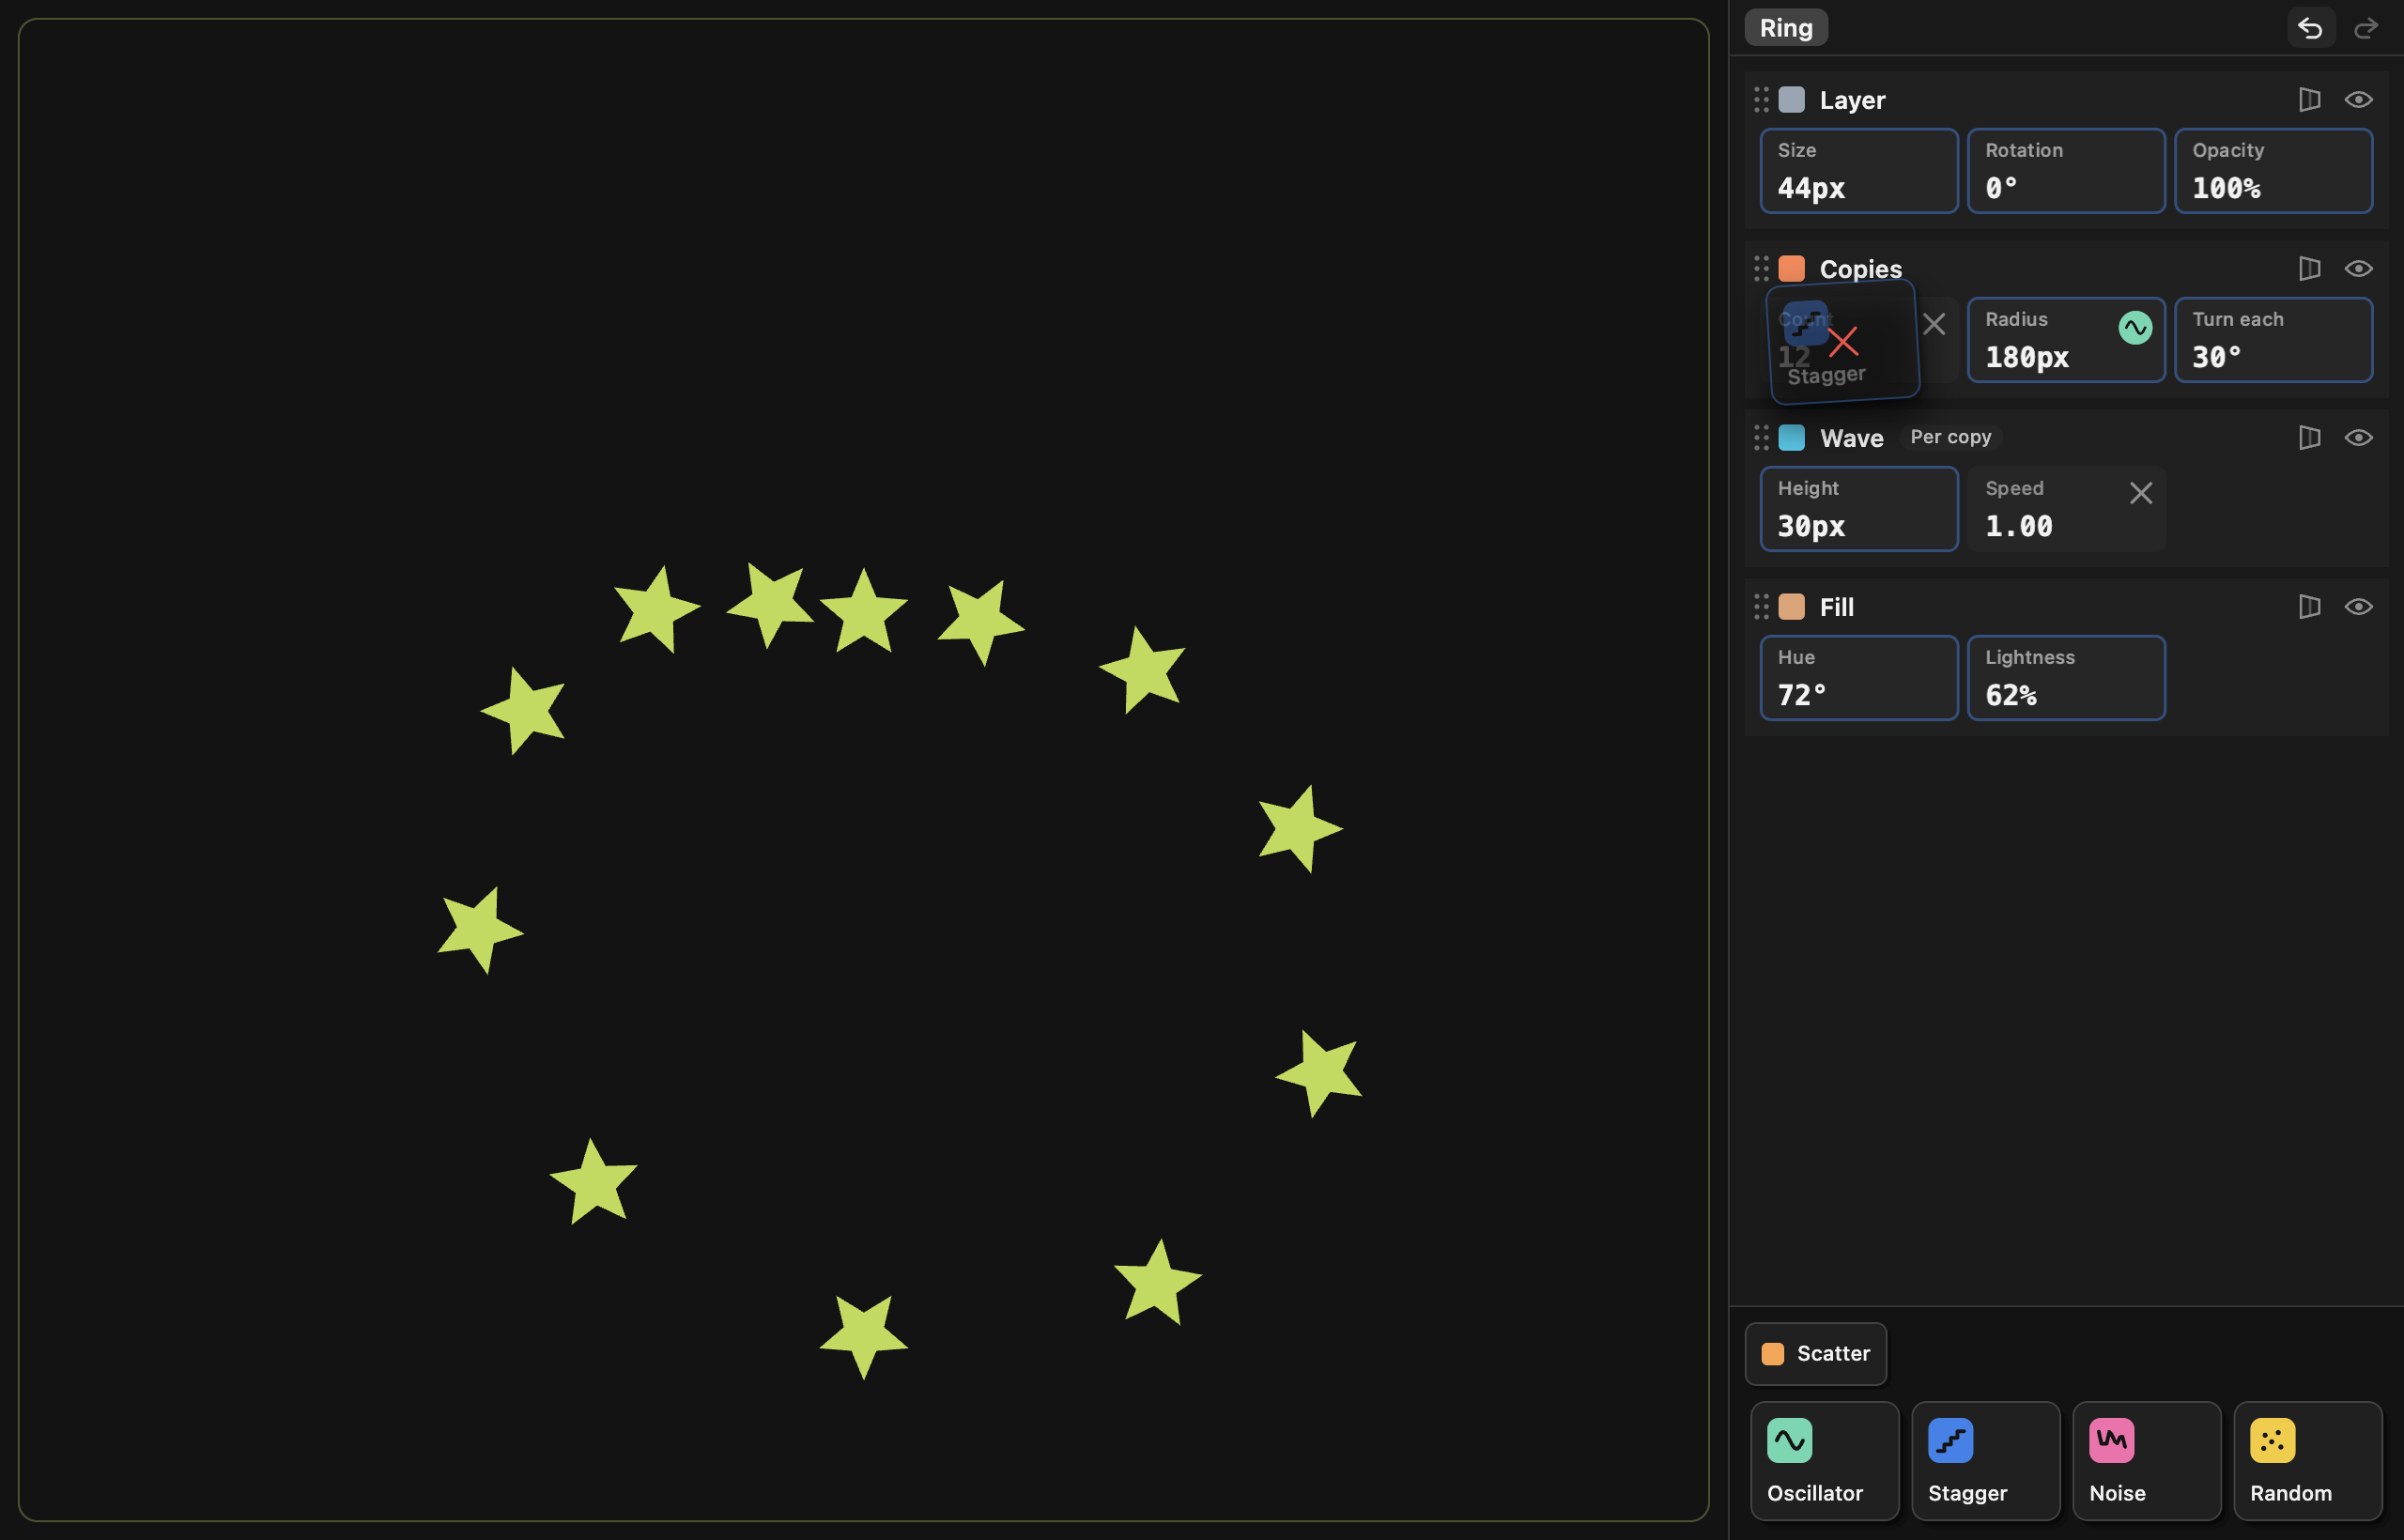 Ring
Layer
Size
Rotation
Opacity
44px
0°
100%
Copies
Count
Radius
Turn each
12
180px
30°
Stagger
Wave
Per copy
Height
Speed
30px
1.00
Fill
Hue
Lightness
72°
62%
Scatter
Oscillator
Stagger
Noise
Random